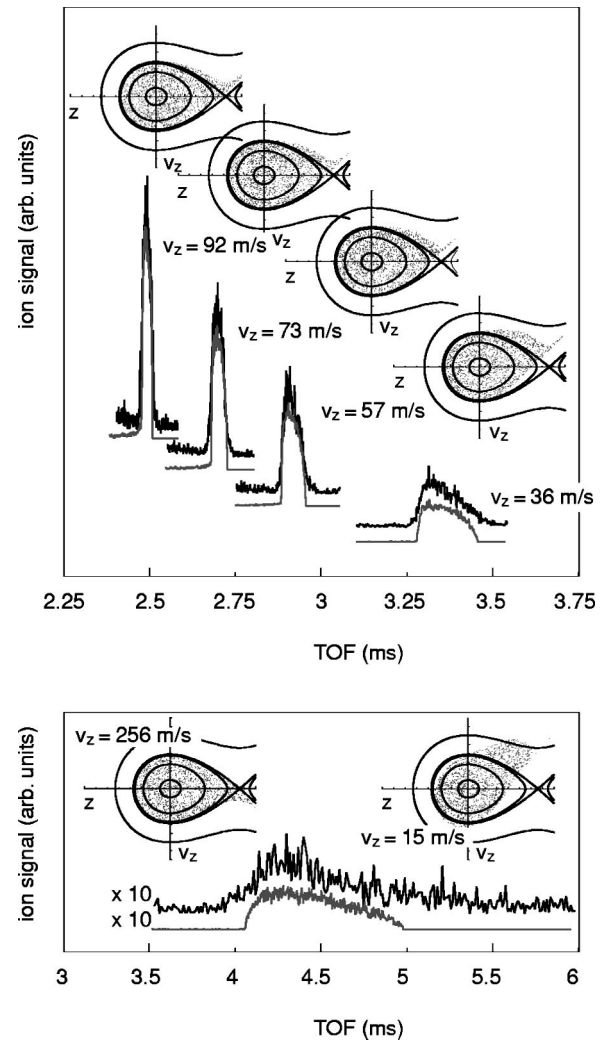 z
v_z
z
v_z
v_z = 92 m/s
z
v_z
v_z = 73 m/s
z
v_z
v_z = 57 m/s
v_z = 36 m/s
ion signal (arb. units)
2.25 2.5 2.75 3 3.25 3.5 3.75
TOF (ms)
v_z = 256 m/s
z
v_z
z
v_z = 15 m/s
v_z
x 10
x 10
ion signal (arb. units)
3 3.5 4 4.5 5 5.5 6
TOF (ms)